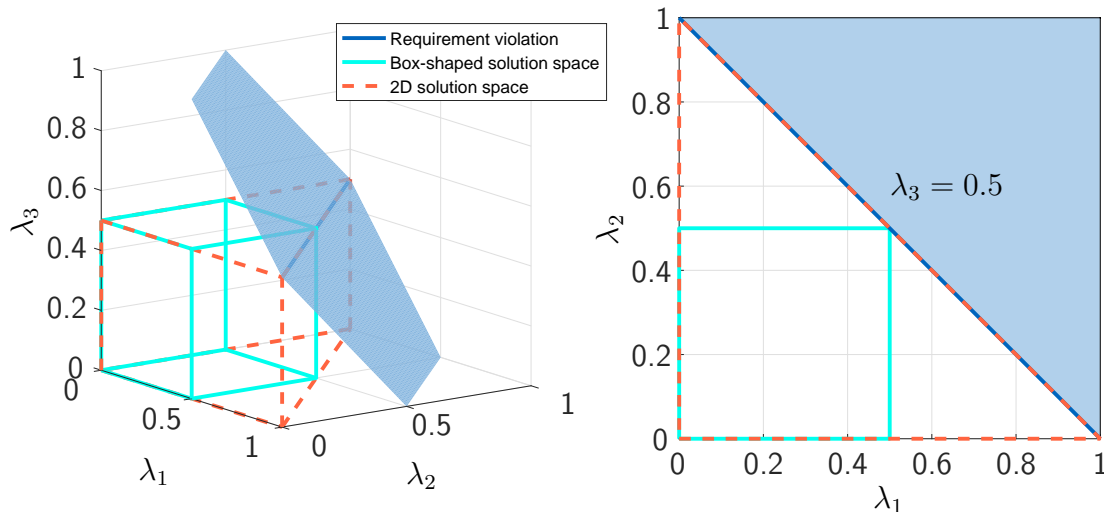 Requirement violation
Box-shaped solution space
2D solution space
1
0.8
0.6
0.4
0.2
0
λ3
0
0.5
1
λ1
0
0.5
1
λ2
1
0.8
0.6
0.4
0.2
0
λ2
λ3 = 0.5
0 0.2 0.4 0.6 0.8 1
λ1